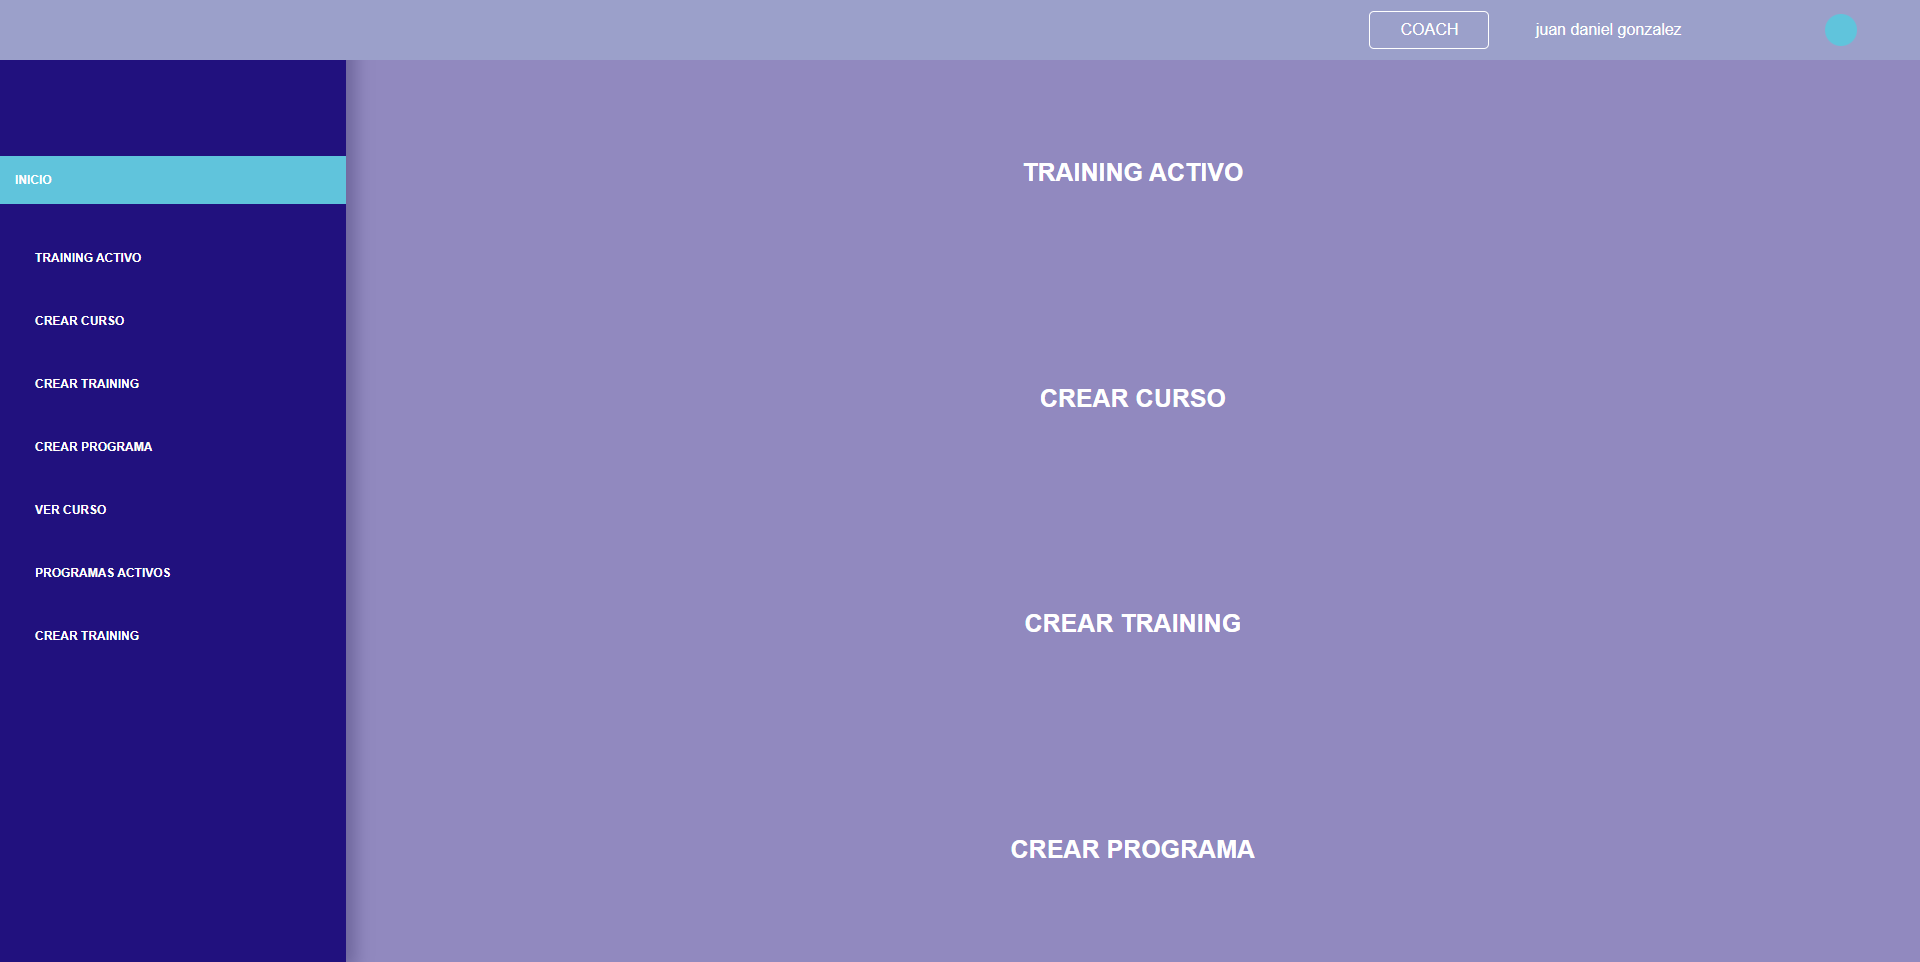 COACH
juan daniel gonzalez
INICIO
TRAINING ACTIVO
CREAR CURSO
CREAR TRAINING
CREAR PROGRAMA
VER CURSO
PROGRAMAS ACTIVOS
CREAR TRAINING
TRAINING ACTIVO
CREAR CURSO
CREAR TRAINING
CREAR PROGRAMA